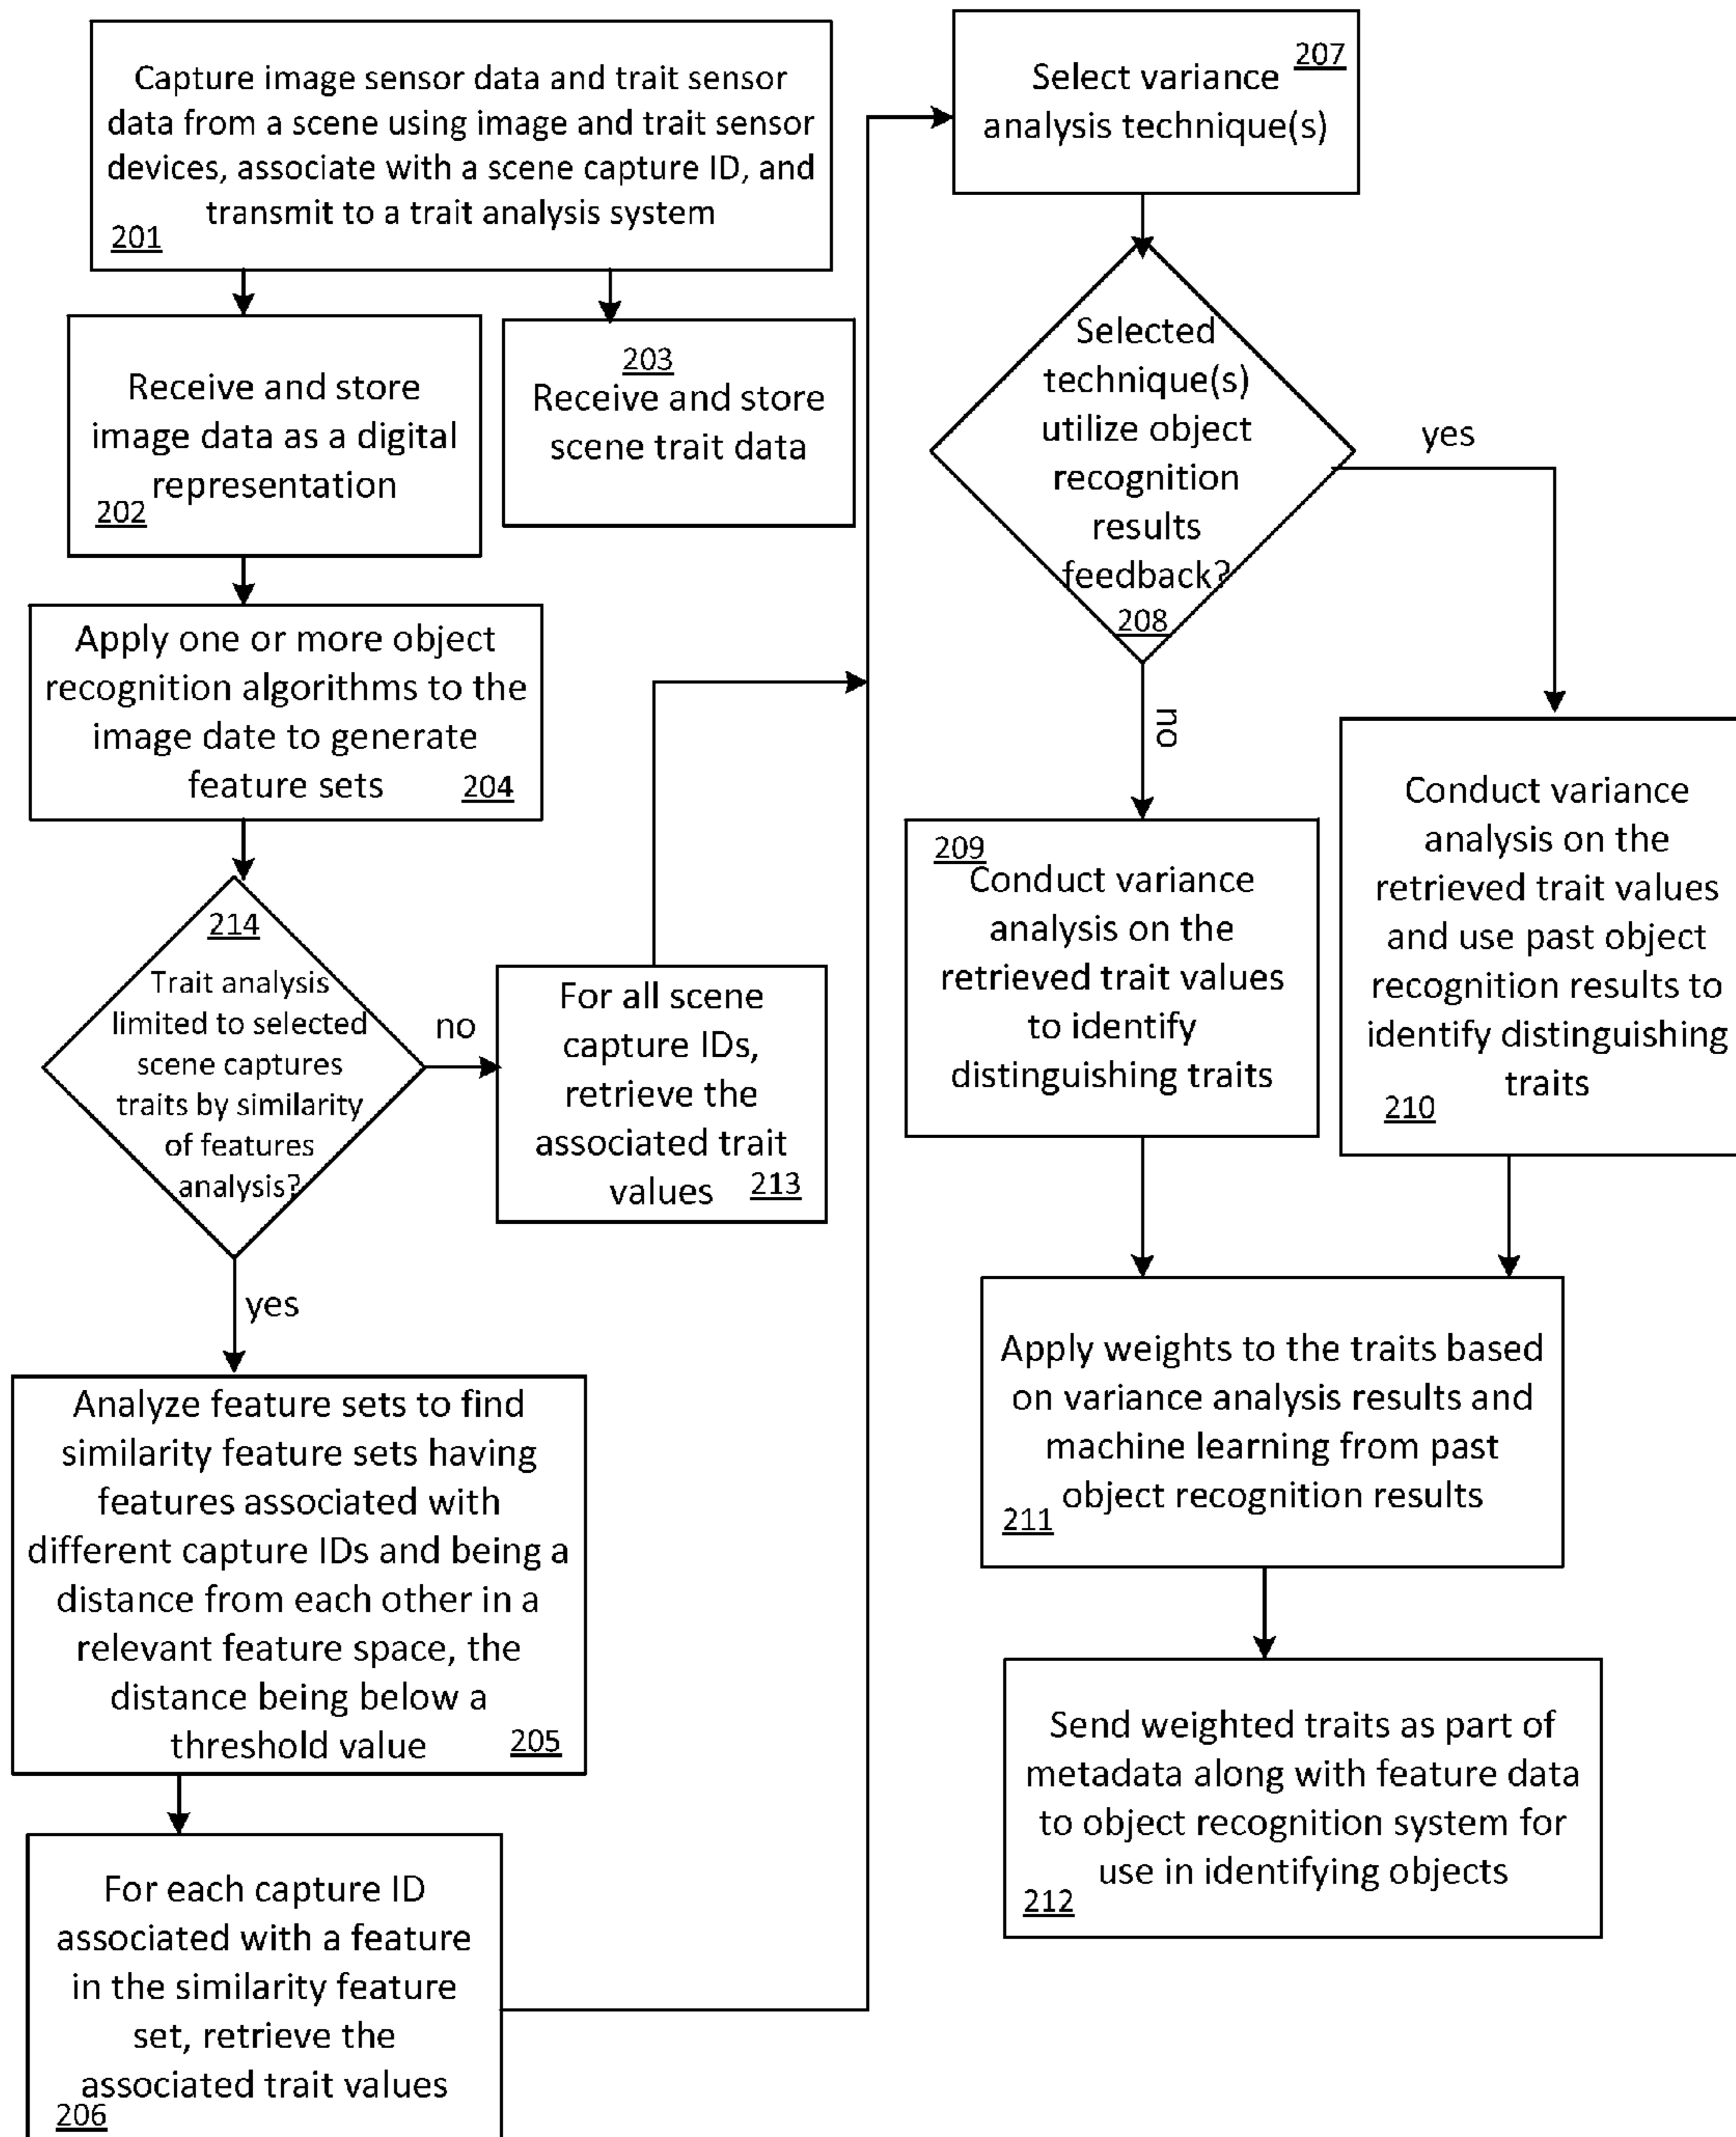 Capture image sensor data and trait sensor
data from a scene using image and trait sensor
devices, associate with a scene capture ID, and
transmit to a trait analysis system
201
Receive and store
image data as a digital
representation
202
203
Receive and store
scene trait data
Apply one or more object
recognition algorithms to the
image date to generate
feature sets
204
214
Trait analysis
limited to selected
scene captures
traits by similarity
of features
analysis?
no
yes
For all scene
capture IDs,
retrieve the
associated trait
values
213
Analyze feature sets to find
similarity feature sets having
features associated with
different capture IDs and being a
distance from each other in a
relevant feature space, the
distance being below a
threshold value
205
For each capture ID
associated with a feature
in the similarity feature
set, retrieve the
associated trait values
206
207
Select variance
analysis technique(s)
Selected
technique(s)
utilize object
recognition
results
feedback?
208
yes
no
209
Conduct variance
analysis on the
retrieved trait values
to identify
distinguishing traits
Conduct variance
analysis on the
retrieved trait values
and use past object
recognition results to
identify distinguishing
traits
210
Apply weights to the traits based
on variance analysis results and
machine learning from past
object recognition results
211
Send weighted traits as part of
metadata along with feature data
to object recognition system for
use in identifying objects
212